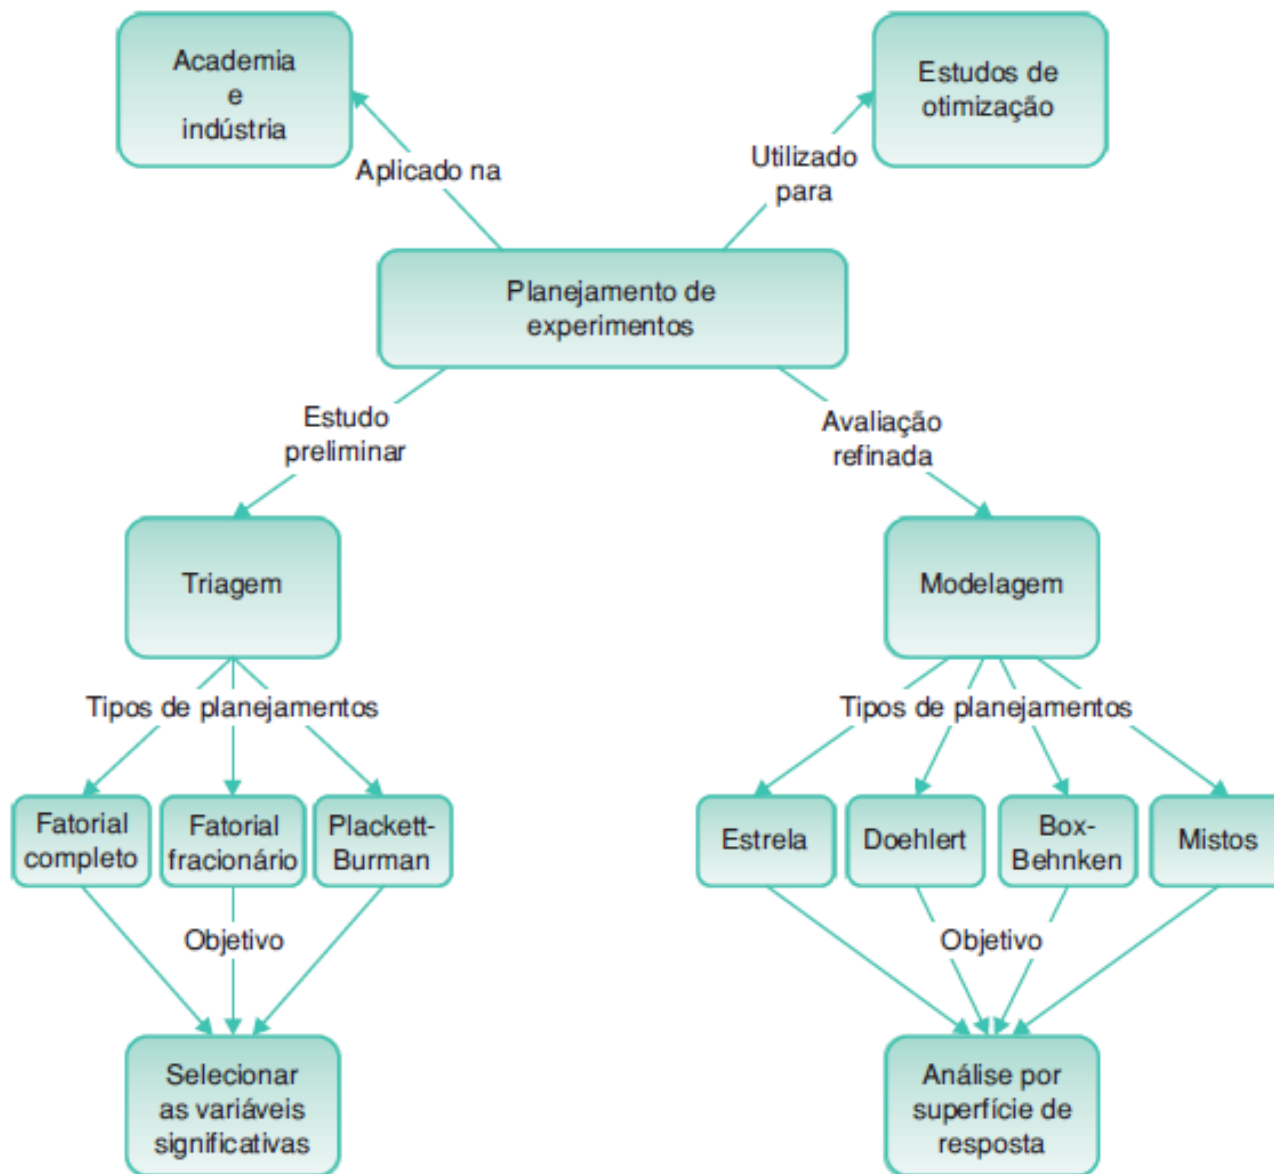 Academia
e
indústria
Estudos de
otimização
Aplicado na
Utilizado
para
Planejamento de
experimentos
Estudo
preliminar
Avaliação
refinada
Triagem
Modelagem
Tipos de planejamentos
Tipos de planejamentos
Fatorial
completo
Fatorial
fracionário
Plackett-
Burman
Estrela
Doehlert
Box-
Behnken
Mistos
Objetivo
Objetivo
Selecionar
as variáveis
significativas
Análise por
superfície de
resposta